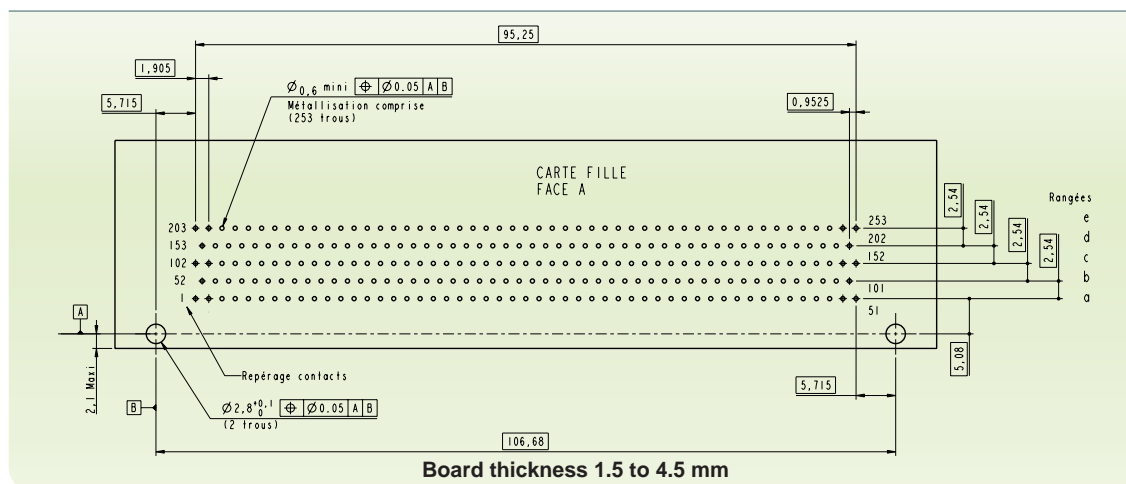 95,25
1,905
Ø0,6 mini ⌖ Ø0.05 A B
Métallisation comprise
(253 trous)
5,715
0,9525
CARTE FILLE
FACE A
Rangées
203
253
2,54
e
153
202
2,54
d
102
152
2,54
c
52
101
2,54
b
1
51
a
A
5,08
2,1 Maxi
Repérage contacts
5,715
B
Ø2,8 +0,1 0 ⌖ Ø0.05 A B
(2 trous)
106,68
Board thickness 1.5 to 4.5 mm